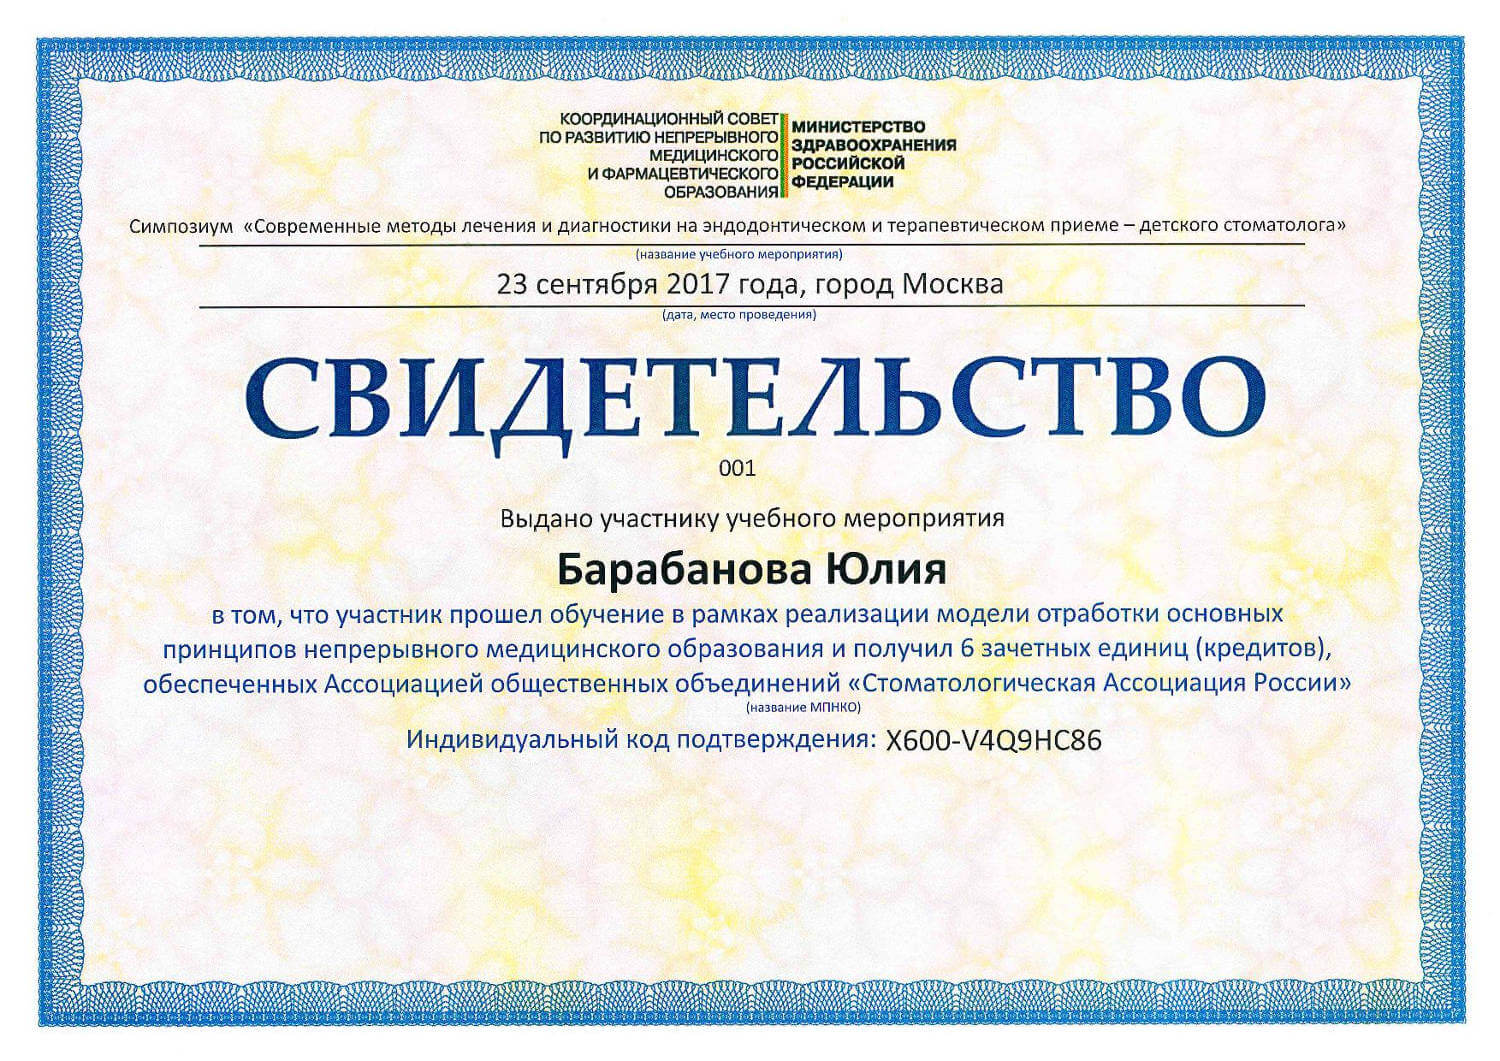 КООРДИНАЦИОННЫЙ СОВЕТ
ПО РАЗВИТИЮ НЕПРЕРЫВНОГО
МЕДИЦИНСКОГО
И ФАРМАЦЕВТИЧЕСКОГО
ОБРАЗОВАНИЯ
МИНИСТЕРСТВО
ЗДРАВООХРАНЕНИЯ
РОССИЙСКОЙ
ФЕДЕРАЦИИ
Симпозиум «Современные методы лечения и диагностики на эндодонтическом и терапевтическом приеме – детского стоматолога»
(название учебного мероприятия)
23 сентября 2017 года, город Москва
(дата, место проведения)
СВИДЕТЕЛЬСТВО
001
Выдано участнику учебного мероприятия
Барабанова Юлия
в том, что участник прошел обучение в рамках реализации модели отработки основных
принципов непрерывного медицинского образования и получил 6 зачетных единиц (кредитов),
обеспеченных Ассоциацией общественных объединений «Стоматологическая Ассоциация России»
(название МПНКО)
Индивидуальный код подтверждения: X600-V4Q9HC86